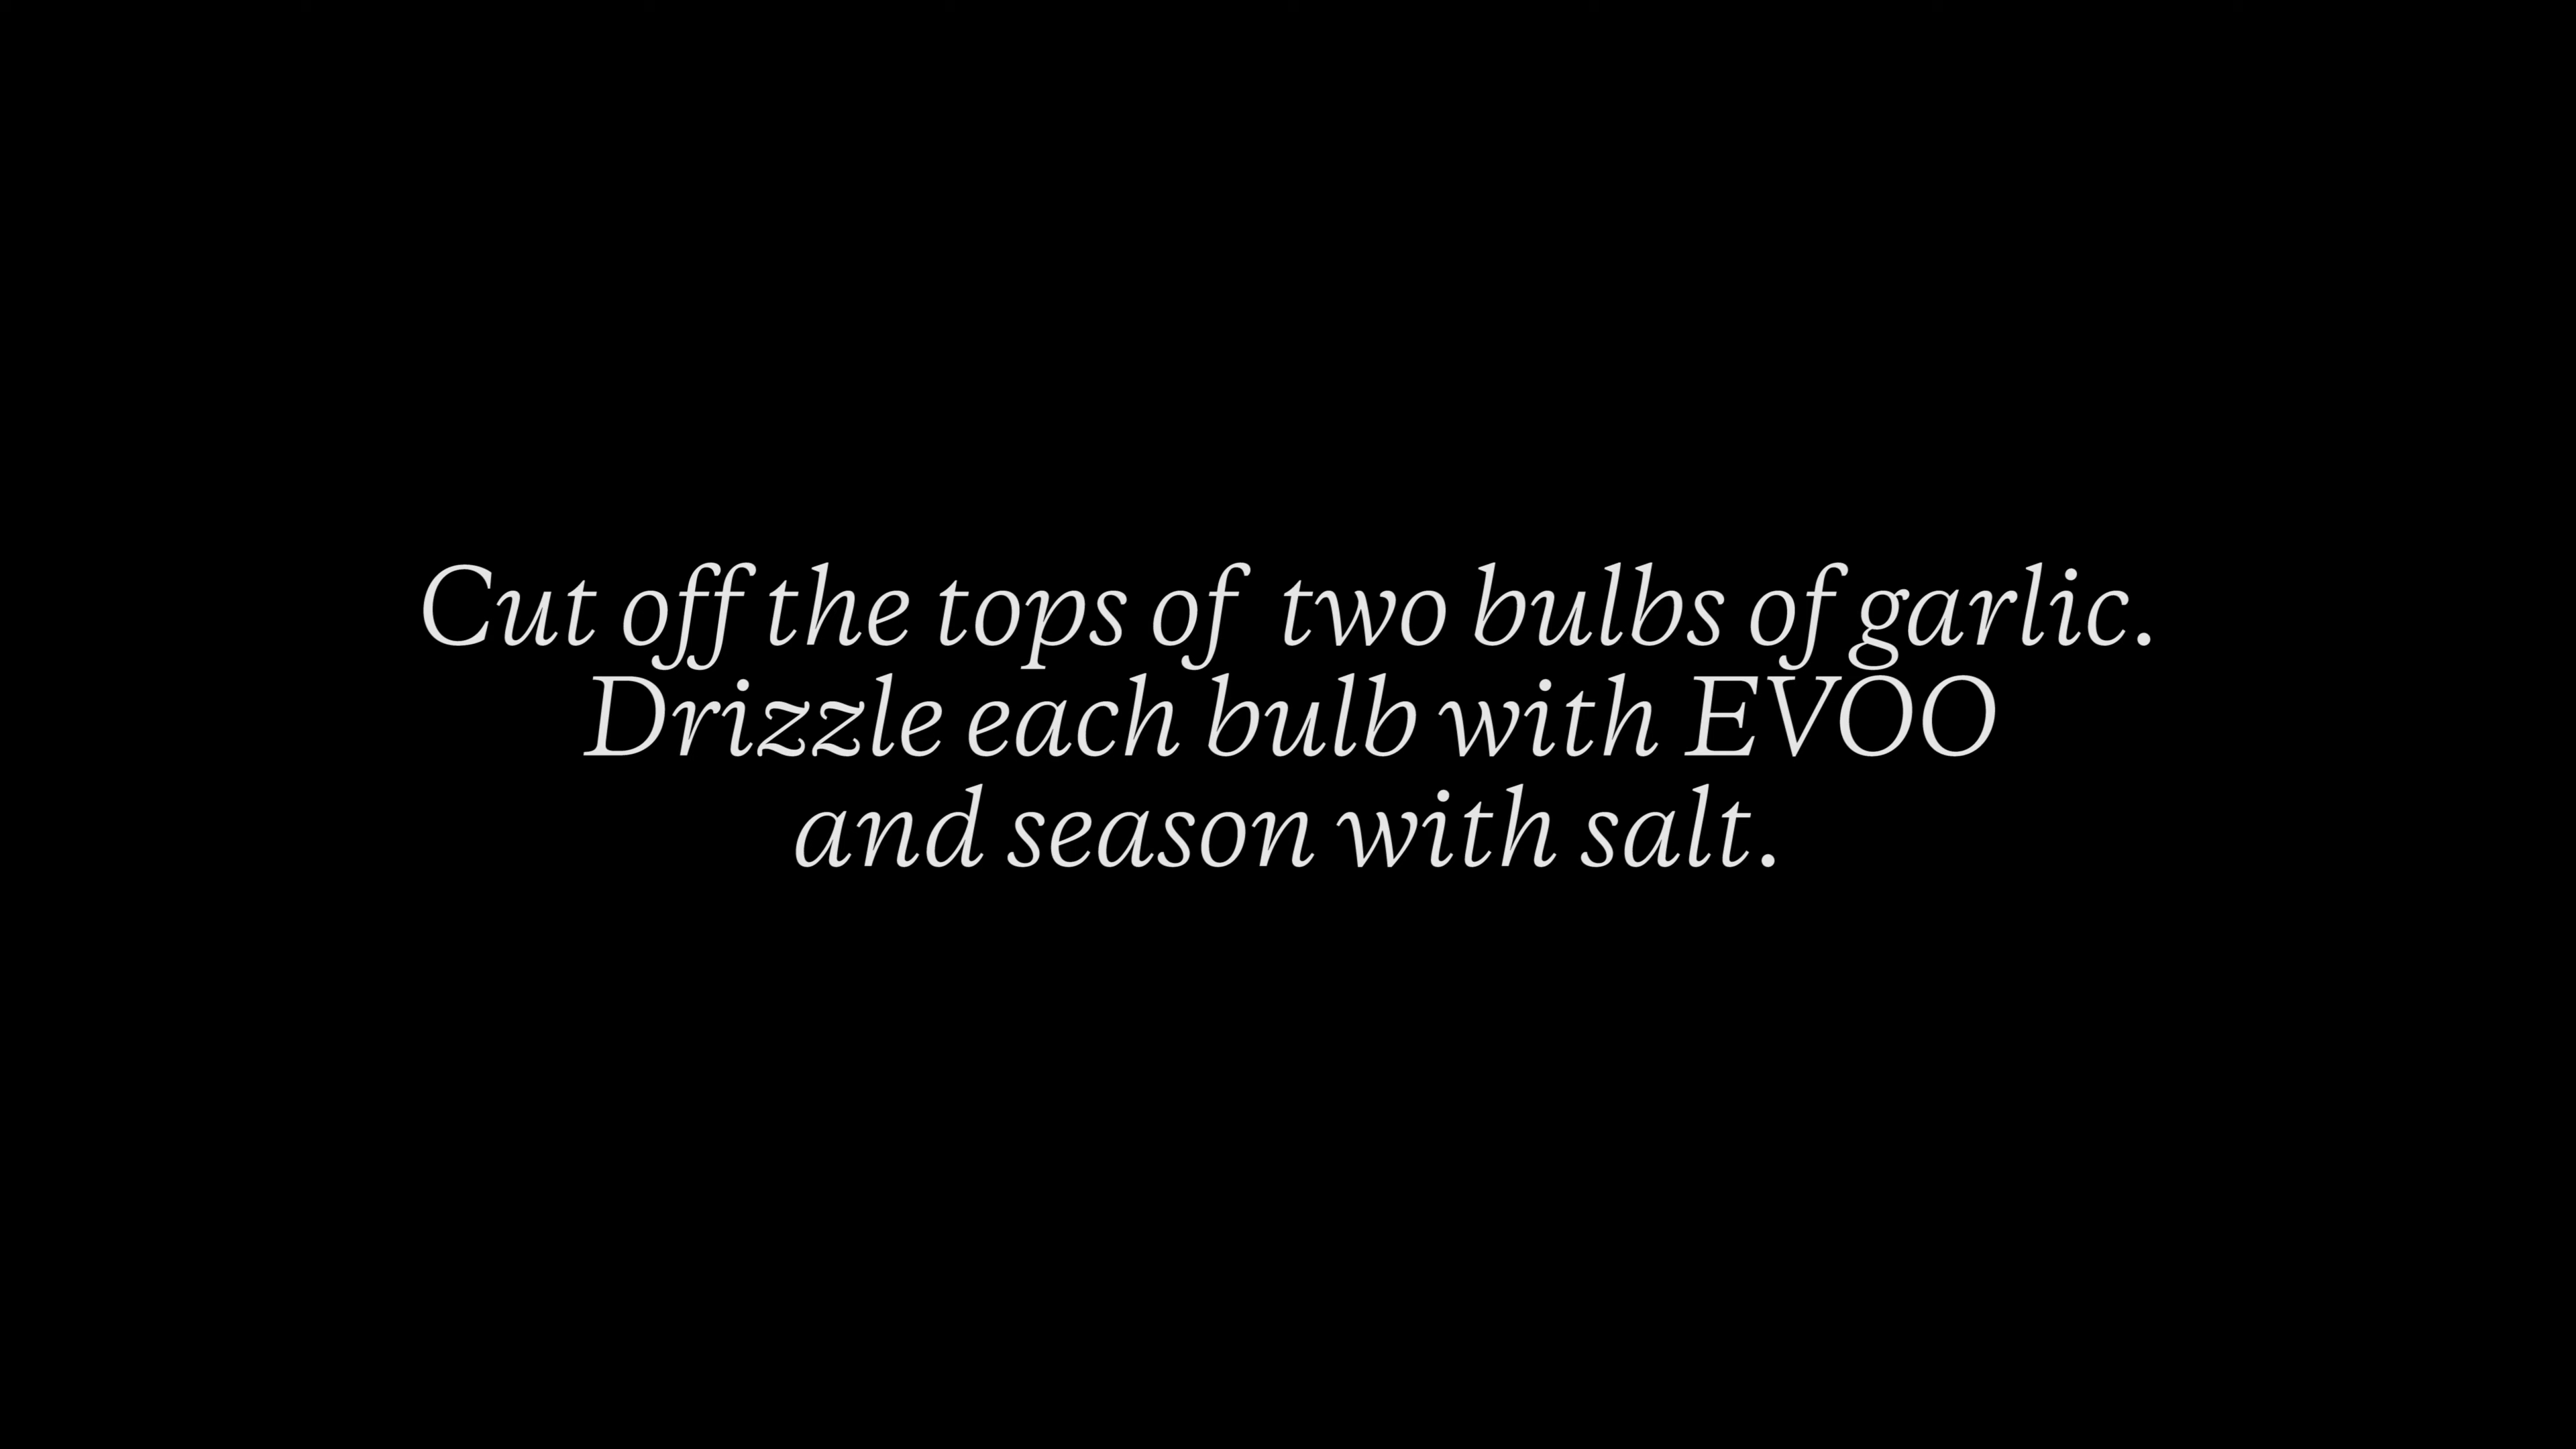 Cut off the tops of  two bulbs of garlic.
Drizzle each bulb with EVOO
and season with salt.